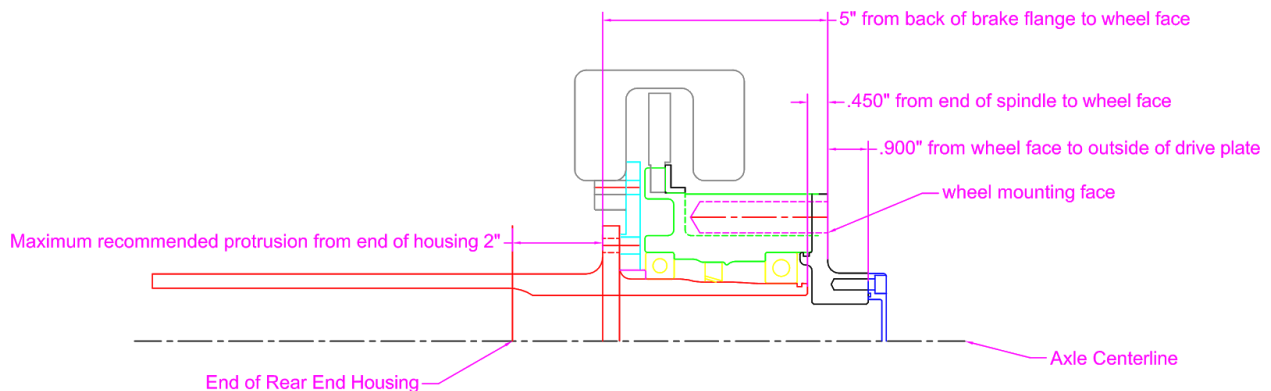 5" from back of brake flange to wheel face
.450" from end of spindle to wheel face
.900" from wheel face to outside of drive plate
wheel mounting face
Maximum recommended protrusion from end of housing 2"
Axle Centerline
End of Rear End Housing